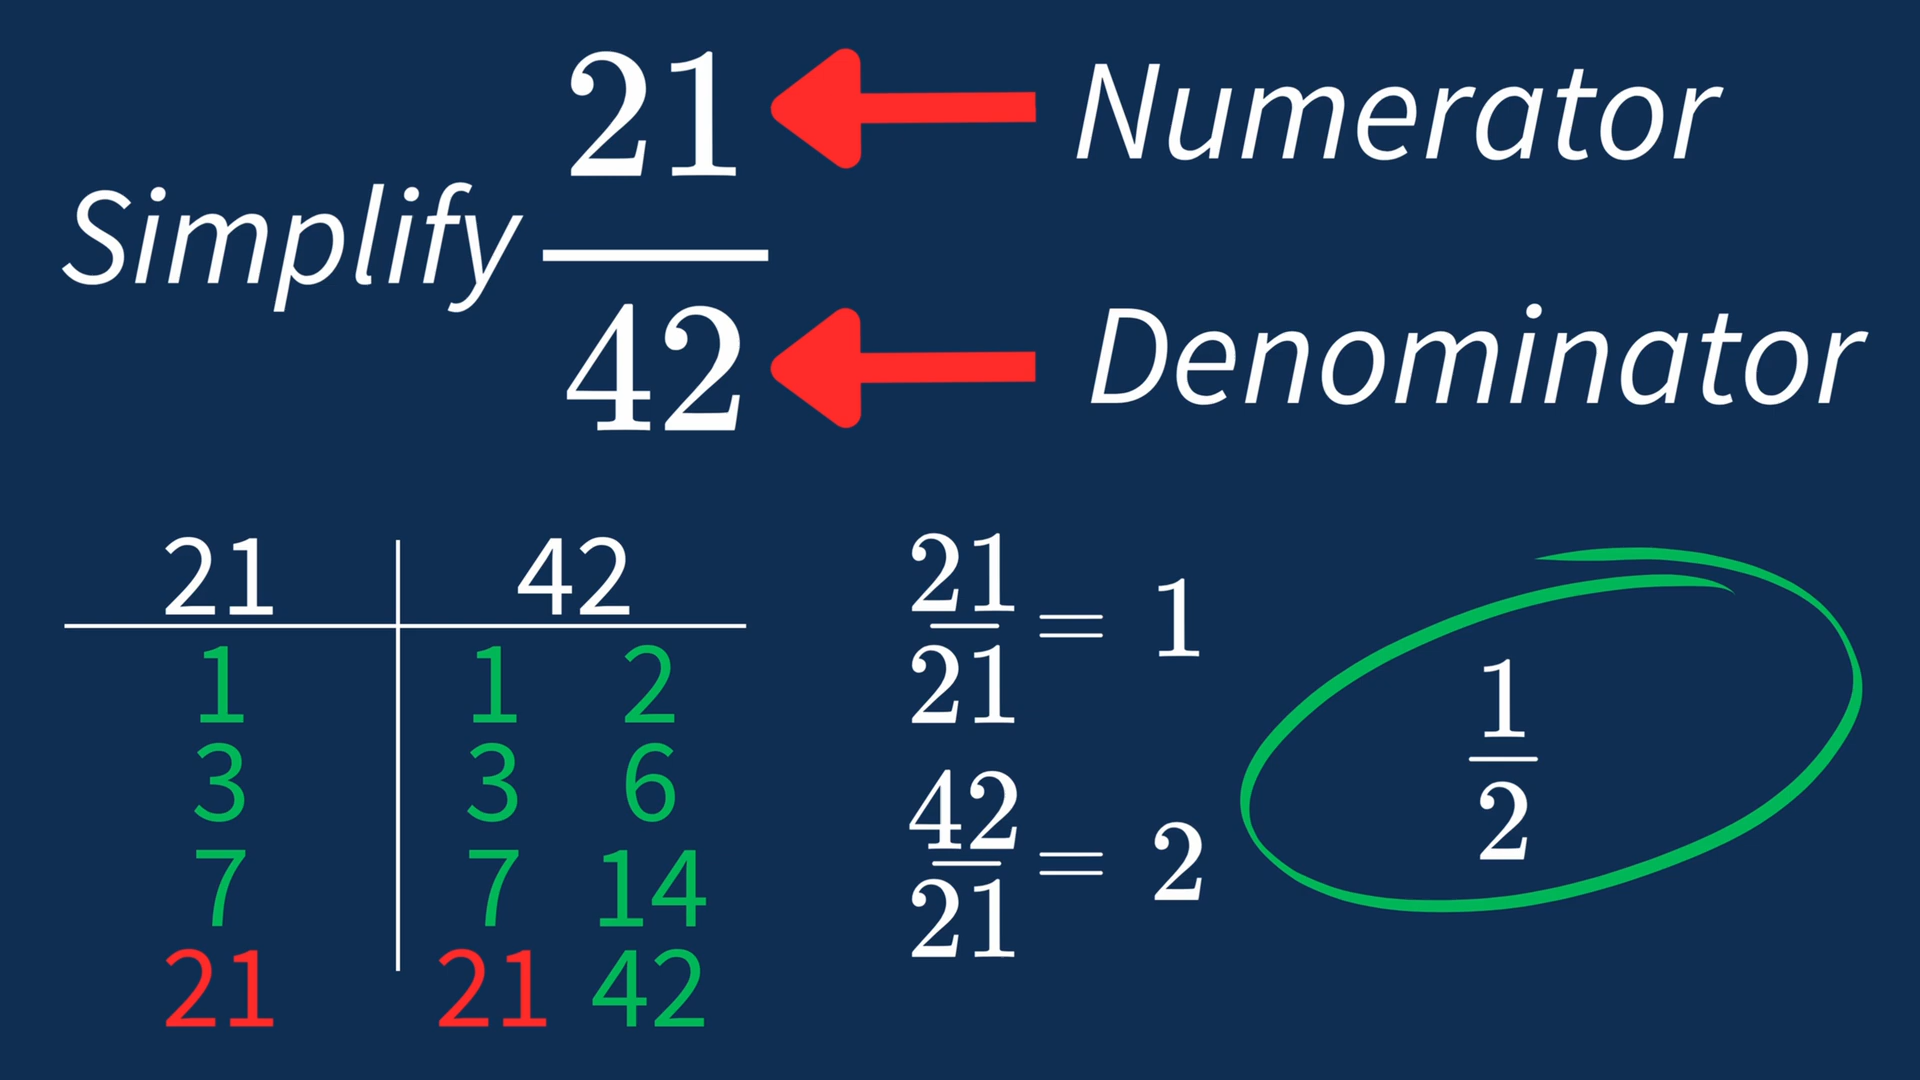 Simplify 21/42
Numerator
Denominator
21 42
1 1 2
3 3 6
7 7 14
21 21 42
21/21 = 1
42/21 = 2
1/2